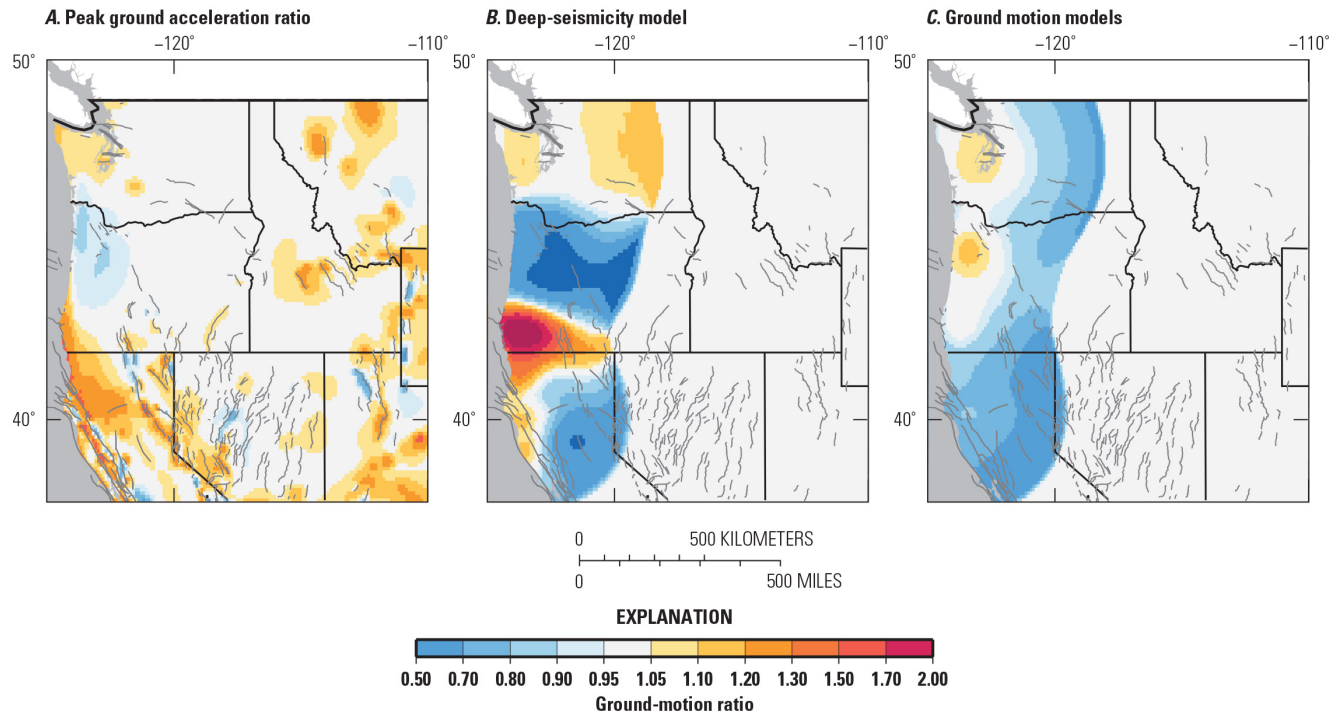 A. Peak ground acceleration ratio
B. Deep-seismicity model
C. Ground motion models
−120° −110°
−120° −110°
−120° −110°
50°
50°
50°
40°
40°
40°
0 500 KILOMETERS
0 500 MILES
EXPLANATION
0.50 0.70 0.80 0.90 0.95 1.05 1.10 1.20 1.30 1.50 1.70 2.00
Ground-motion ratio